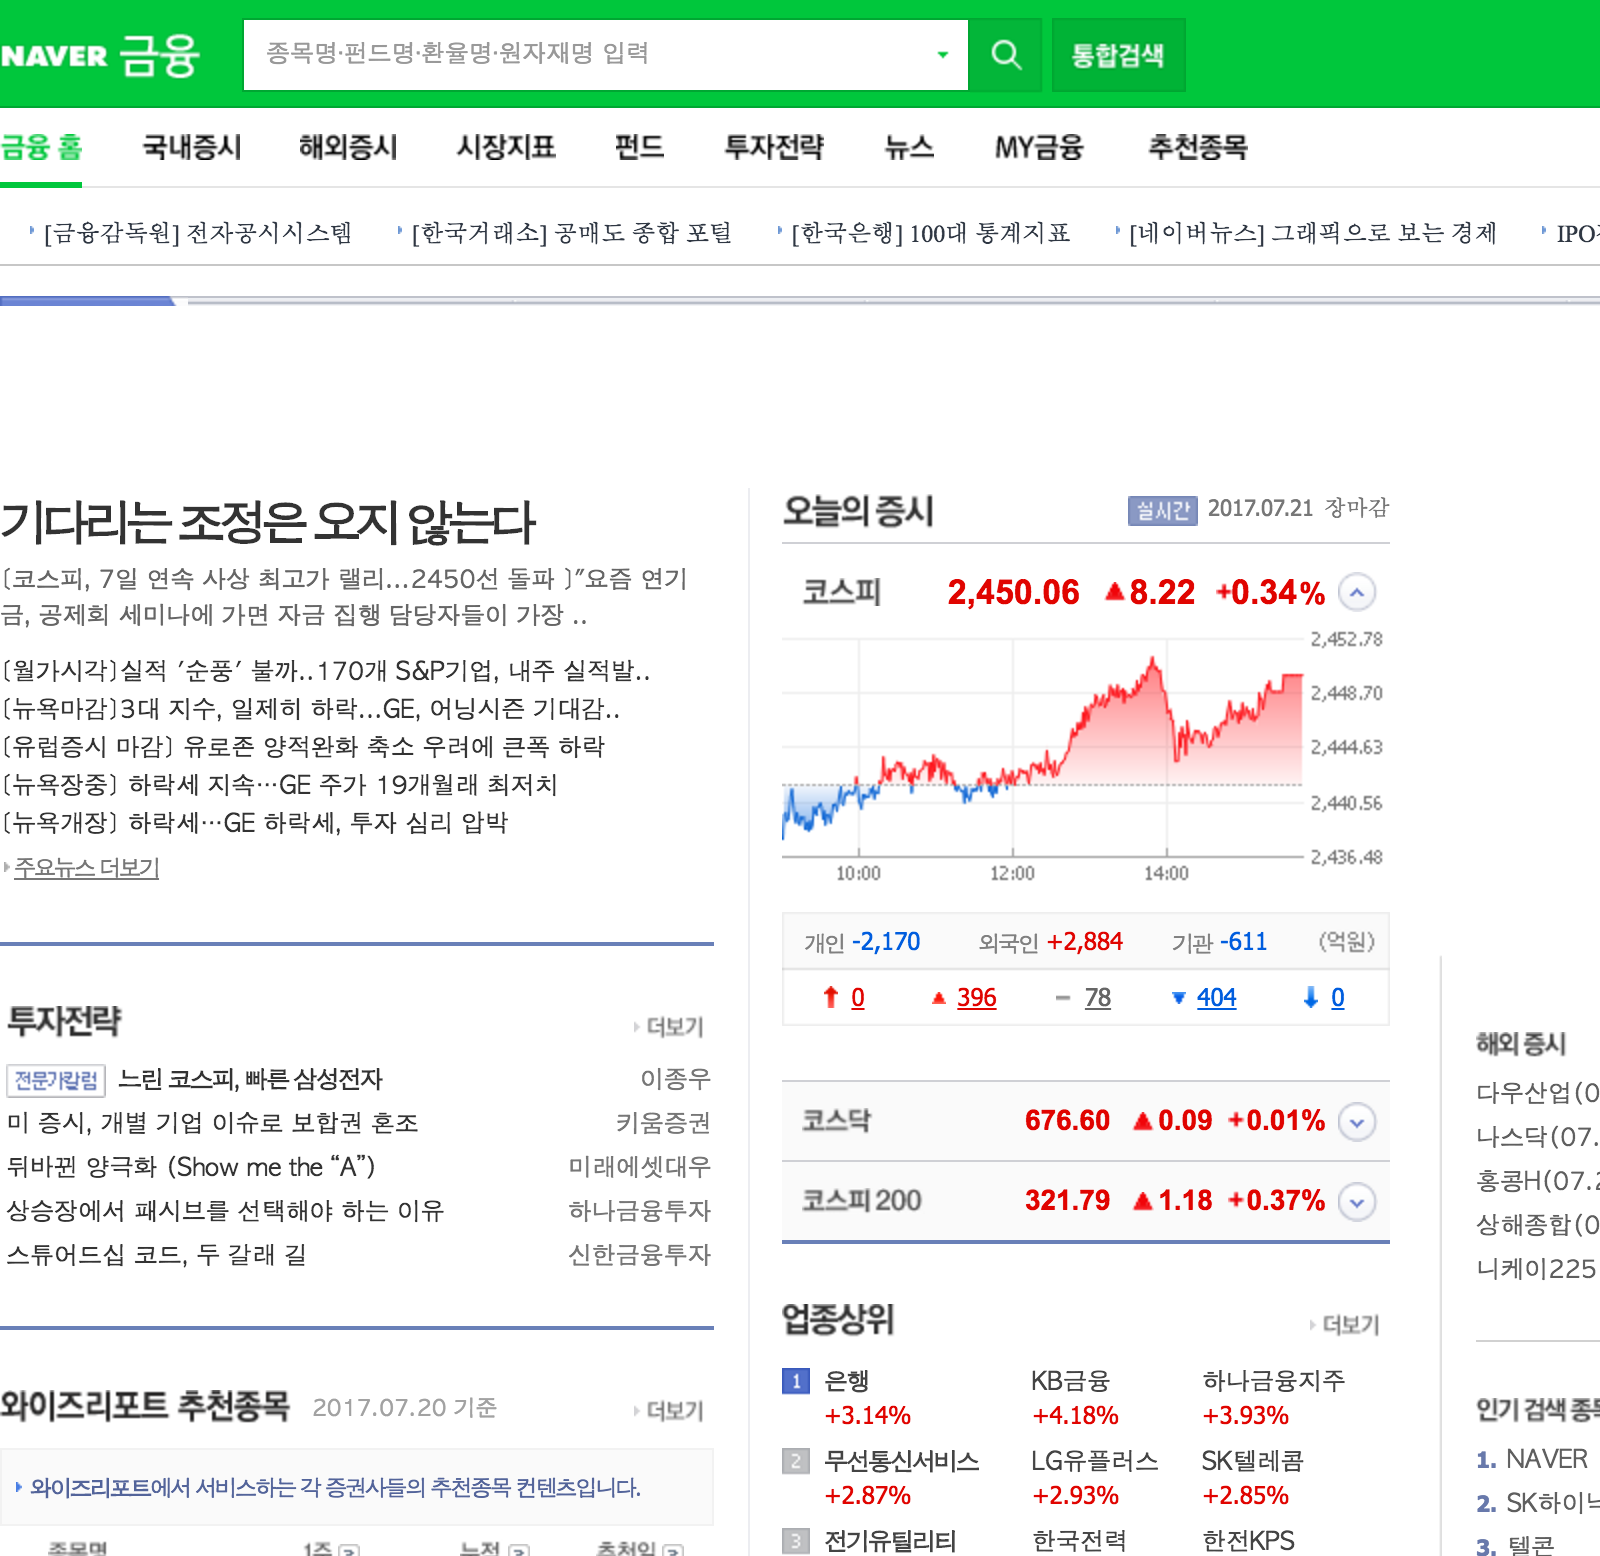 NAVER 금융
종목명·펀드명·환율명·원자재명 입력
통합검색
금융 홈 국내증시 해외증시 시장지표 펀드 투자전략 뉴스 MY금융 추천종목
[금융감독원] 전자공시시스템 [한국거래소] 공매도 종합 포털 [한국은행] 100대 통계지표 [네이버뉴스] 그래픽으로 보는 경제 IPO
기다리는 조정은 오지 않는다
[코스피, 7일 연속 사상 최고가 랠리...2450선 돌파 ]"요즘 연기
금, 공제회 세미나에 가면 자금 집행 담당자들이 가장 ..
[월가시각]실적 '순풍' 불까..170개 S&P기업, 내주 실적발..
[뉴욕마감]3대 지수, 일제히 하락...GE, 어닝시즌 기대감..
[유럽증시 마감] 유로존 양적완화 축소 우려에 큰폭 하락
[뉴욕장중] 하락세 지속…GE 주가 19개월래 최저치
[뉴욕개장] 하락세…GE 하락세, 투자 심리 압박
주요뉴스 더보기
투자전략 더보기
전문가칼럼 느린 코스피, 빠른 삼성전자 이종우
미 증시, 개별 기업 이슈로 보합권 혼조 키움증권
뒤바뀐 양극화 (Show me the “A”) 미래에셋대우
상승장에서 패시브를 선택해야 하는 이유 하나금융투자
스튜어드십 코드, 두 갈래 길 신한금융투자
와이즈리포트 추천종목 2017.07.20 기준 더보기
와이즈리포트에서 서비스하는 각 증권사들의 추천종목 컨텐츠입니다.
종목명 1주 ? 누적 ? 추천일 ?
오늘의 증시 실시간 2017.07.21 장마감
코스피 2,450.06 ▲8.22 +0.34%
2,452.78
2,448.70
2,444.63
2,440.56
2,436.48
10:00 12:00 14:00
개인 -2,170 외국인 +2,884 기관 -611 (억원)
↑ 0 ▲ 396 − 78 ▼ 404 ↓ 0
코스닥 676.60 ▲0.09 +0.01%
코스피 200 321.79 ▲1.18 +0.37%
업종상위 더보기
1 은행 KB금융 하나금융지주
+3.14% +4.18% +3.93%
2 무선통신서비스 LG유플러스 SK텔레콤
+2.87% +2.93% +2.85%
3 전기유틸리티 한국전력 한전KPS
해외 증시
다우산업(0
나스닥(07.
홍콩H(07.2
상해종합(0
니케이225
인기 검색 종목
1. NAVER
2. SK하이닉
3. 텔콘